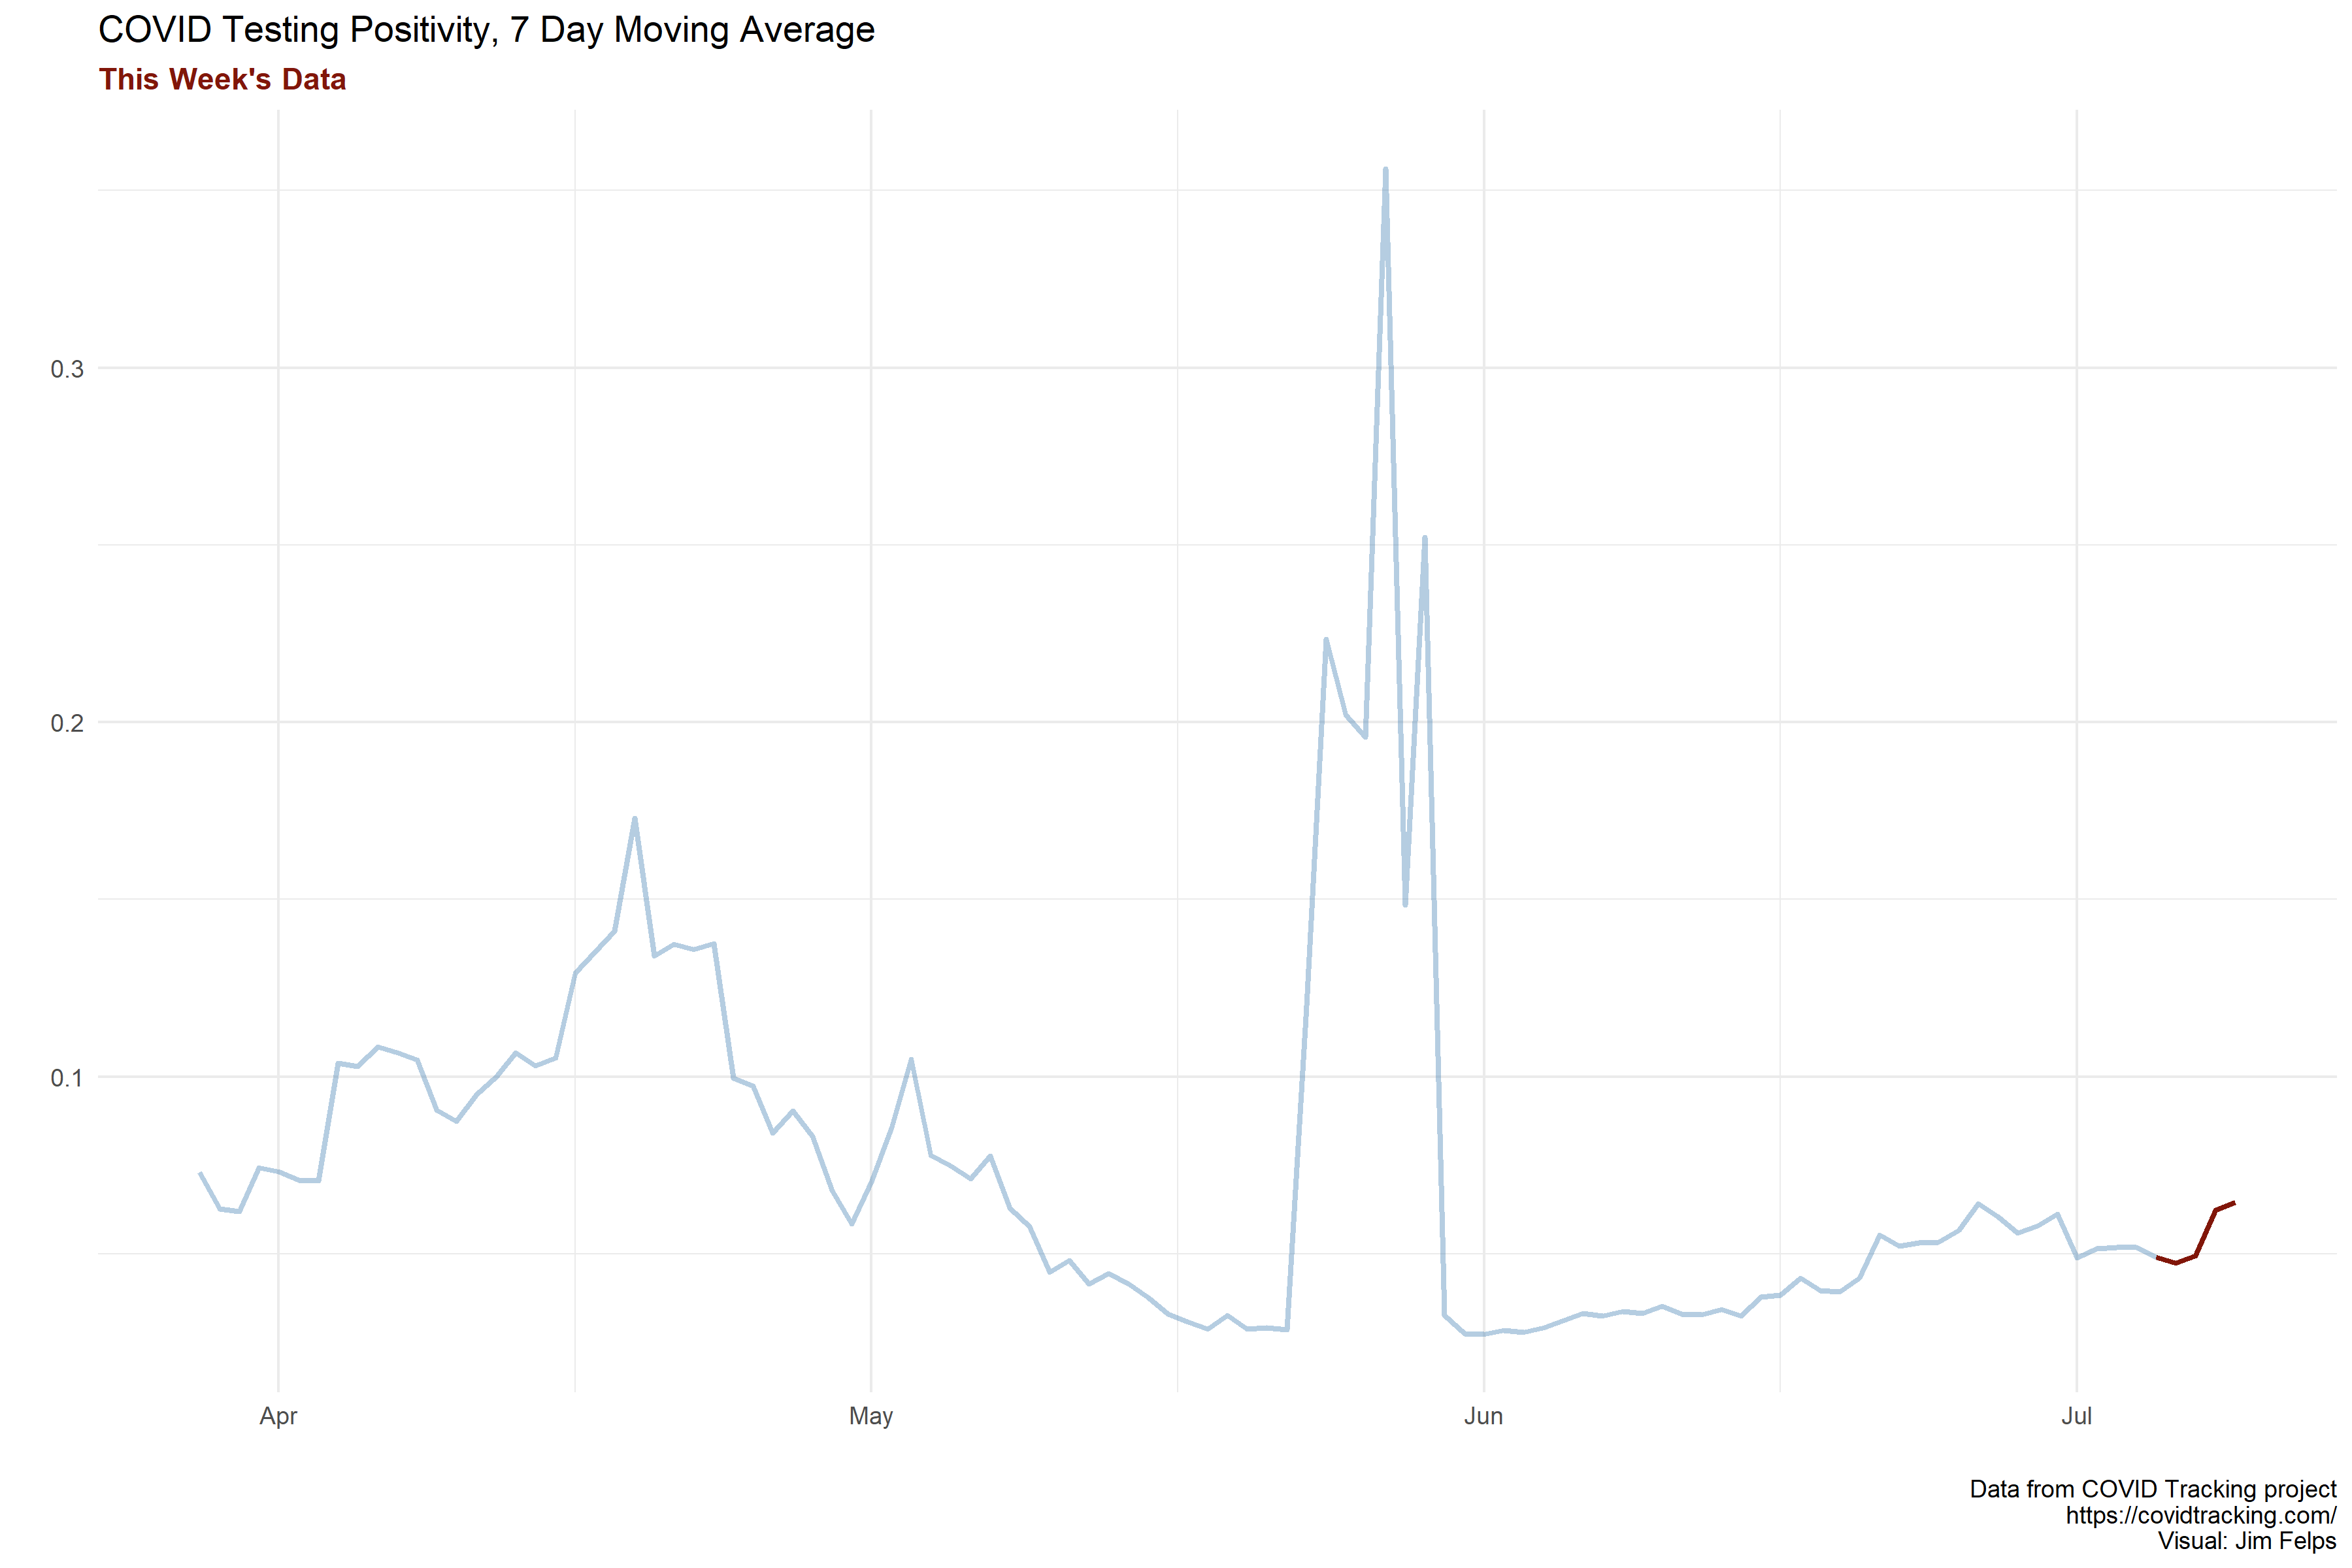 COVID Testing Positivity, 7 Day Moving Average
This Week's Data
0.3
0.2
0.1
Apr May Jun Jul
Data from COVID Tracking project
https://covidtracking.com/
Visual: Jim Felps